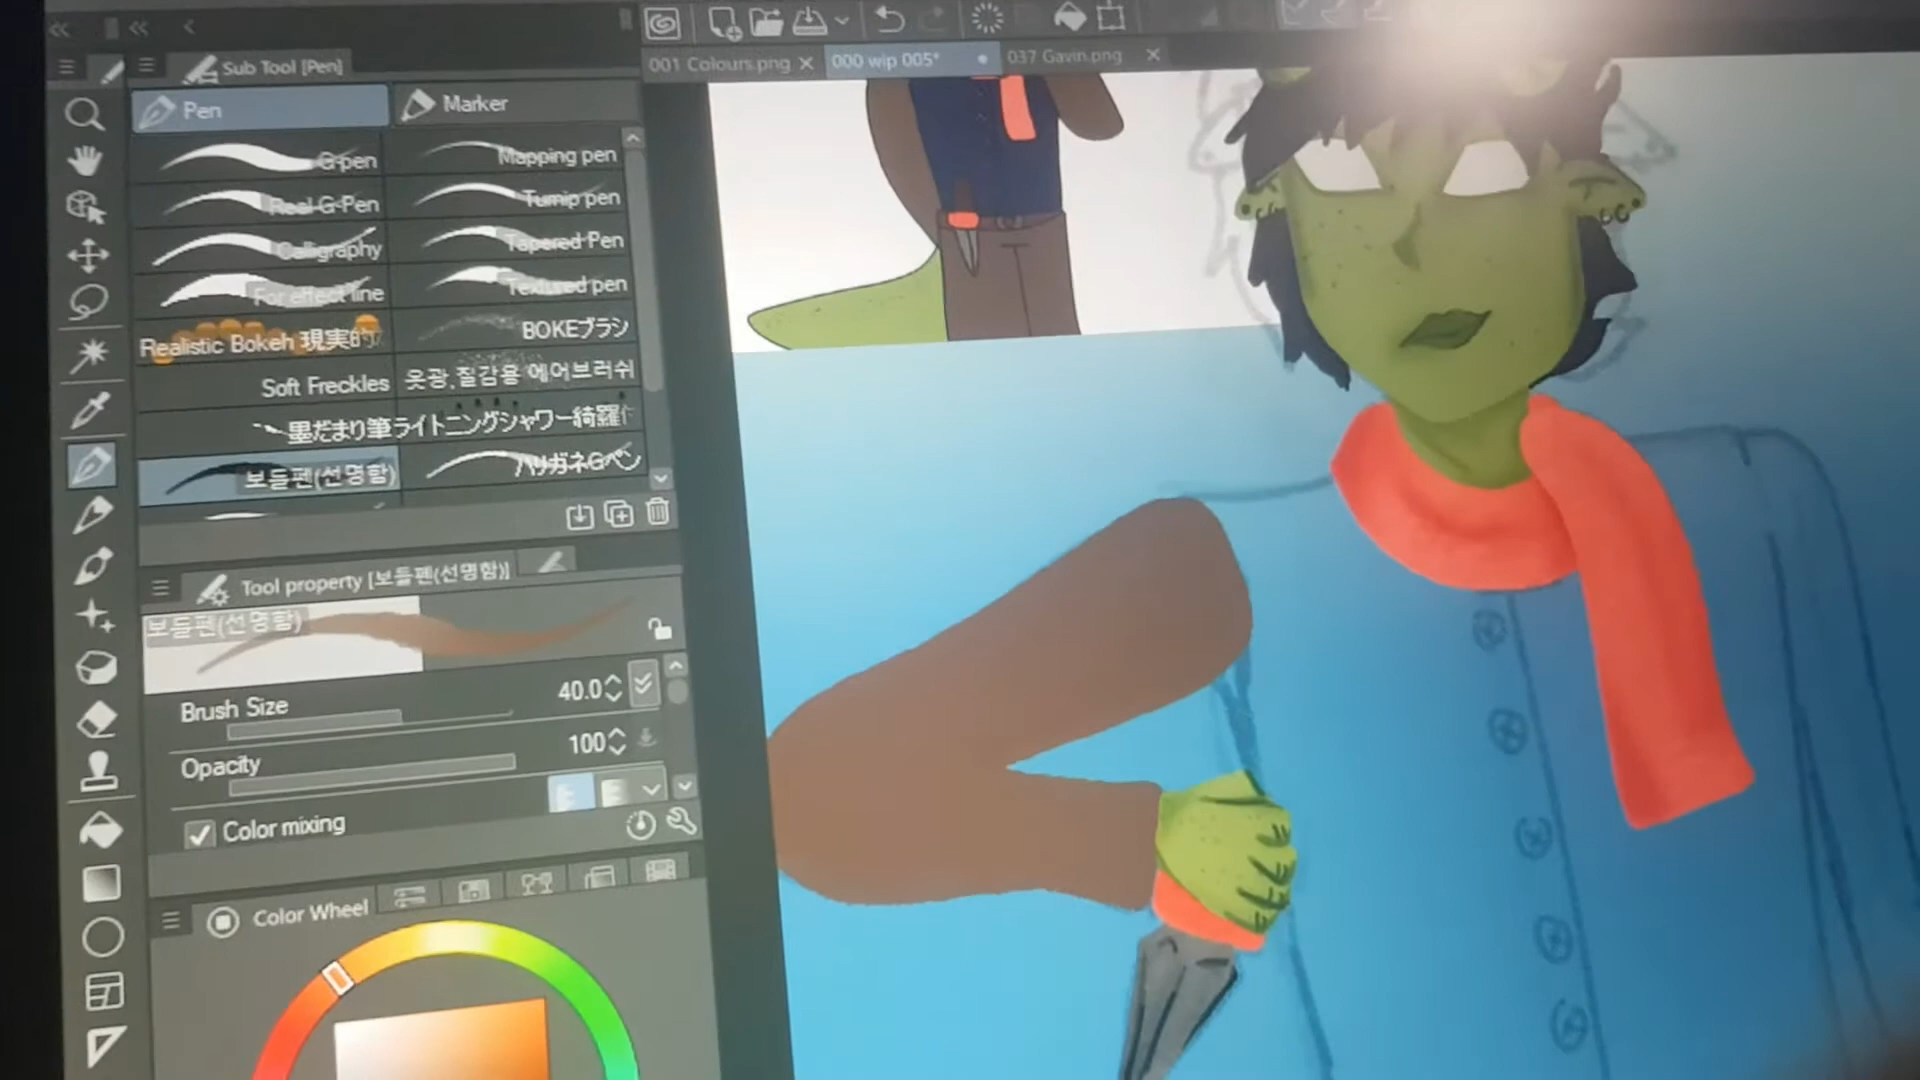 001 Colours.png
000 wip 005*
037 Gavin.png
Sub Tool [Pen]
Pen
Marker
G-pen
Mapping pen
Real G-Pen
Turnip pen
Calligraphy
Tapered Pen
For effect line
Textured pen
Realistic Bokeh 現実的
BOKEブラシ
Soft Freckles
옷광,질감용 에어브러쉬
墨だまり筆ライトニングシャワー綺羅
보들펜(선명함)
ハリガネGペン
Tool property [보들펜(선명함)]
보들펜(선명함)
Brush Size
40.0
Opacity
100
Color mixing
Color Wheel